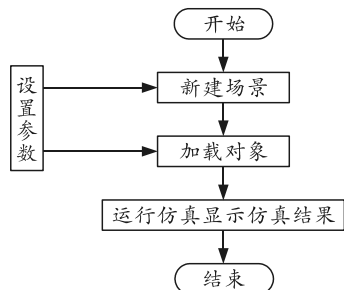 开始
设置参数
新建场景
加载对象
运行仿真显示仿真结果
结束